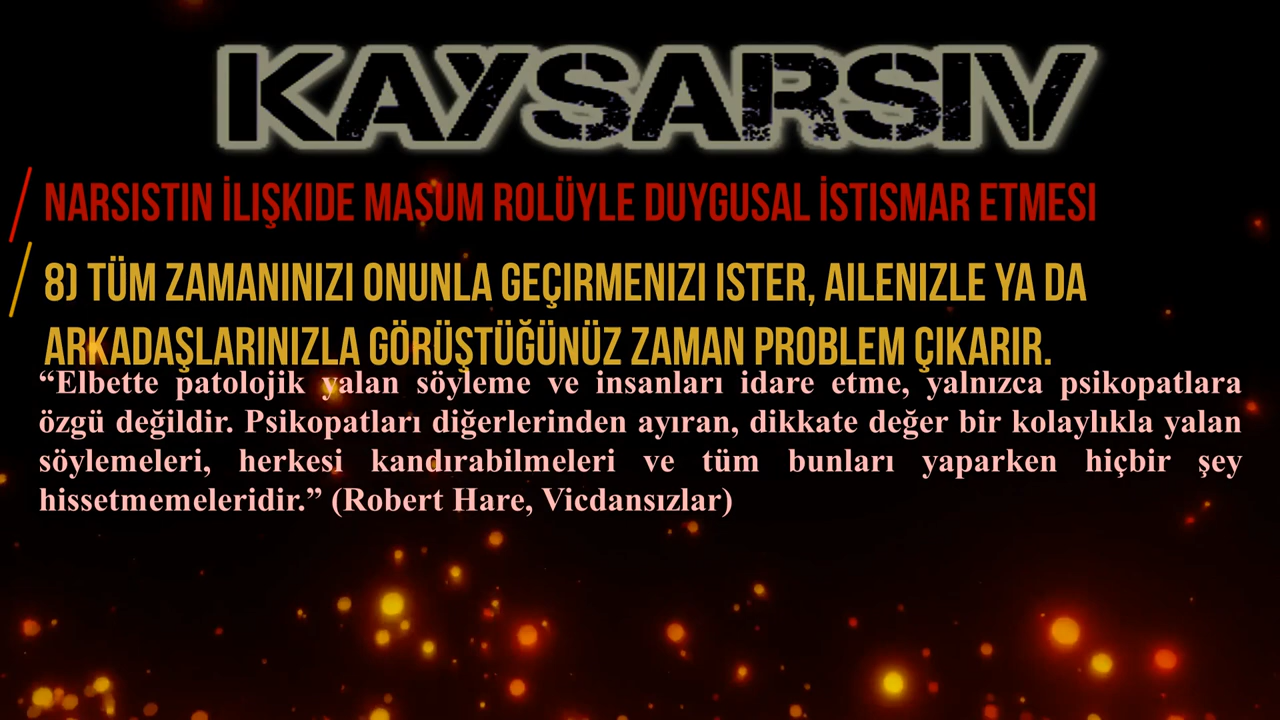 KAYSARSIV
NARSISTIN İLIŞKIDE MASUM ROLÜYLE DUYGUSAL İSTISMAR ETMESI
8) TÜM ZAMANINIZI ONUNLA GEÇIRMENIZI ISTER, AILENIZLE YA DA
ARKADAŞLARINIZLA GÖRÜŞTÜĞÜNÜZ ZAMAN PROBLEM ÇIKARIR.
“Elbette patolojik yalan söyleme ve insanları idare etme, yalnızca psikopatlara
özgü değildir. Psikopatları diğerlerinden ayıran, dikkate değer bir kolaylıkla yalan
söylemeleri, herkesi kandırabilmeleri ve tüm bunları yaparken hiçbir şey
hissetmemeleridir.” (Robert Hare, Vicdansızlar)